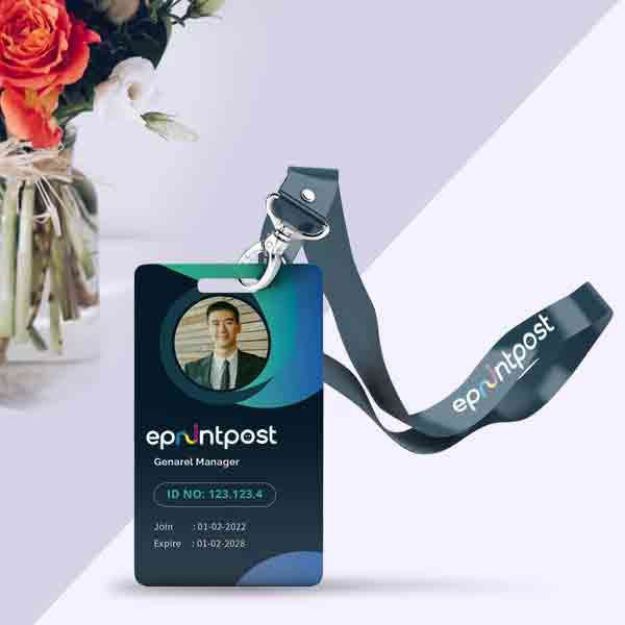 eprintpost
Genarel Manager
ID NO: 123.123.4
Join : 01-02-2022
Expire : 01-02-2028
eprintpost